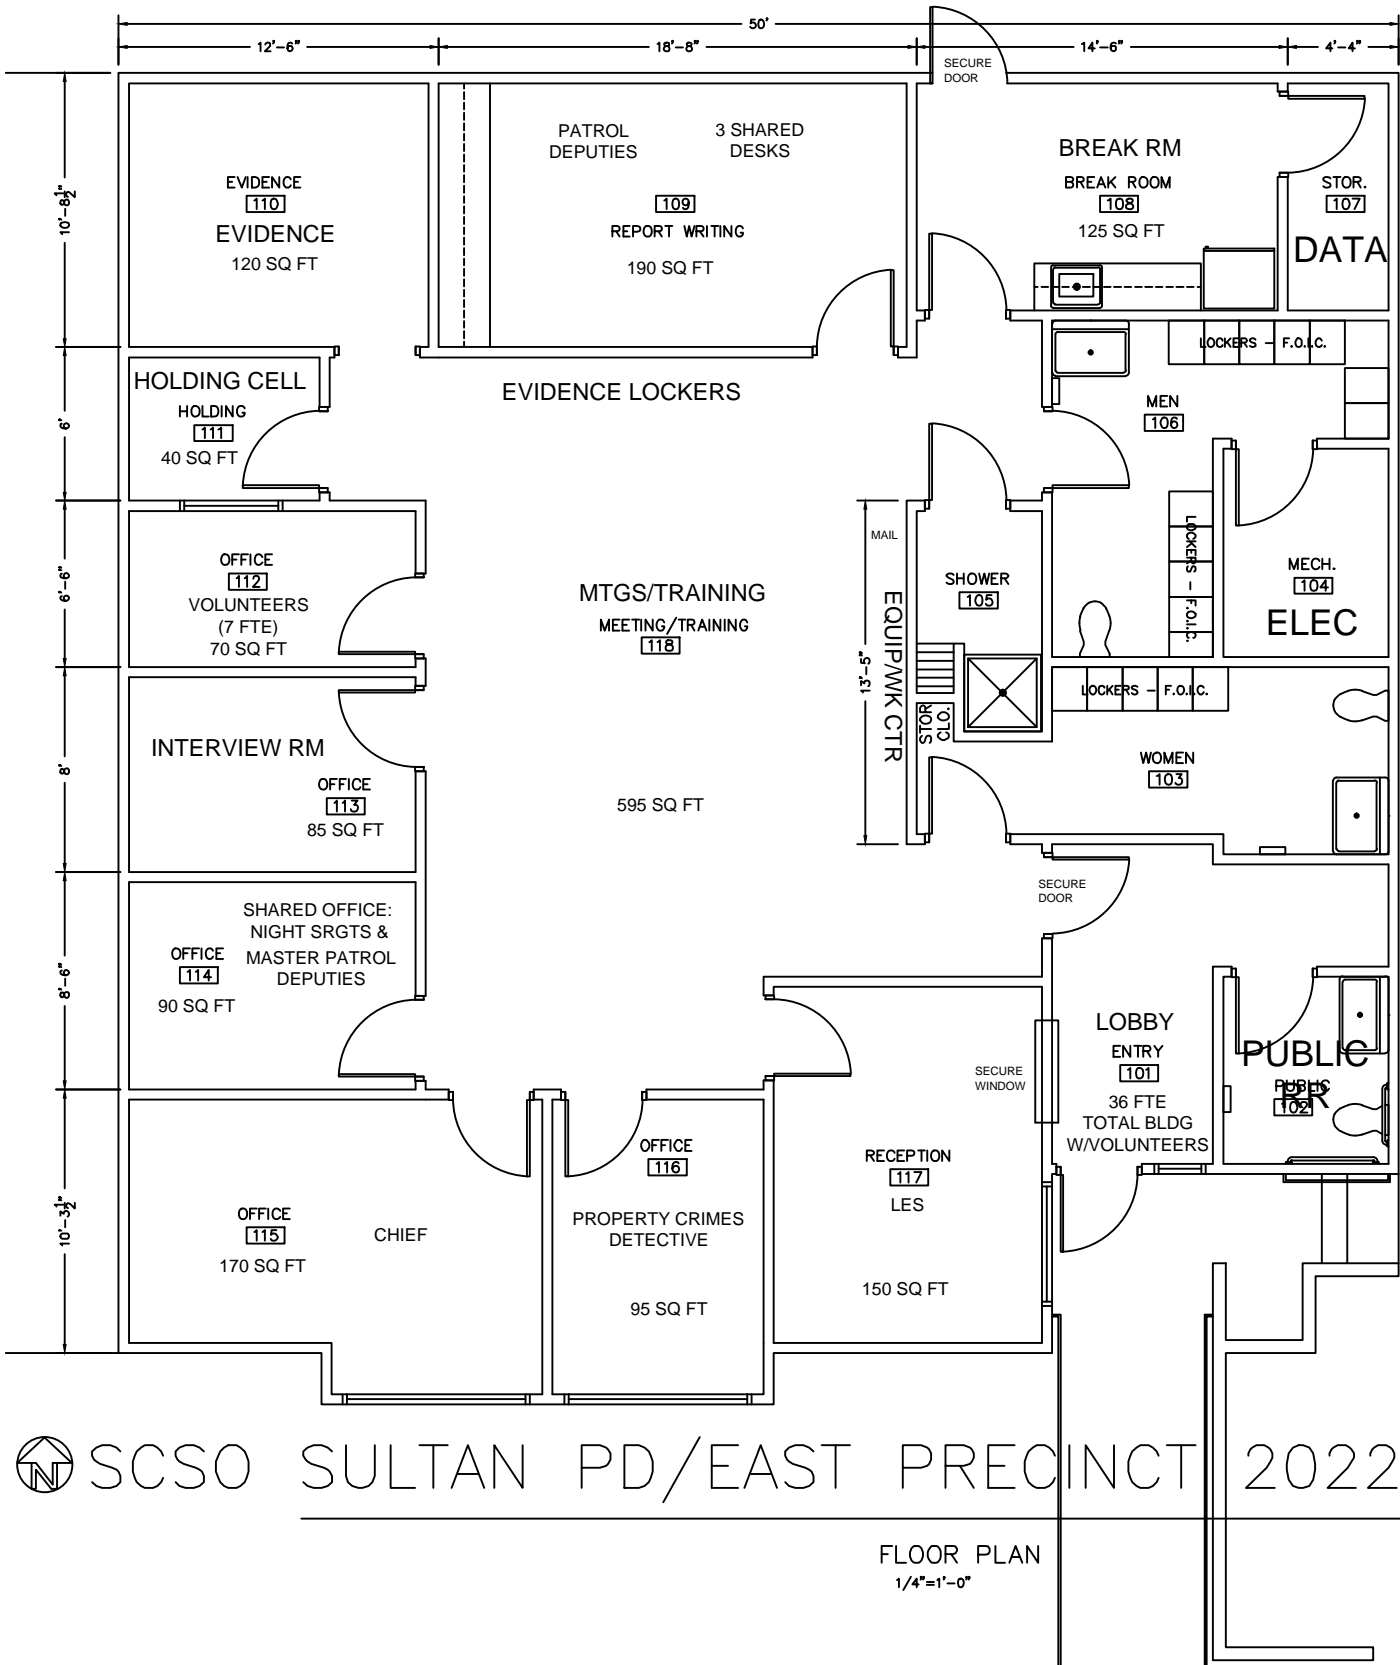 50'
12'-6"
18'-8"
14'-6"
4'-4"
SECURE
DOOR
10'-8½"
EVIDENCE
110
EVIDENCE
120 SQ FT
PATROL
DEPUTIES
3 SHARED
DESKS
109
REPORT WRITING
190 SQ FT
BREAK RM
BREAK ROOM
108
125 SQ FT
STOR.
107
DATA
6'
HOLDING CELL
HOLDING
111
40 SQ FT
EVIDENCE LOCKERS
LOCKERS - F.O.I.C.
MEN
106
6'-6"
OFFICE
112
VOLUNTEERS
(7 FTE)
70 SQ FT
MTGS/TRAINING
MEETING/TRAINING
118
595 SQ FT
MAIL
13'-5"
EQUIP/WK CTR
SHOWER
105
STOR
CLO.
LOCKERS - F.O.I.C.
MECH.
104
ELEC
8'
INTERVIEW RM
OFFICE
113
85 SQ FT
LOCKERS - F.O.I.C.
WOMEN
103
SECURE
DOOR
8'-6"
SHARED OFFICE:
NIGHT SRGTS &
MASTER PATROL
DEPUTIES
OFFICE
114
90 SQ FT
LOBBY
ENTRY
101
36 FTE
TOTAL BLDG
W/VOLUNTEERS
SECURE
WINDOW
PUBLIC
RR
PUBLIC
102
10'-3½"
OFFICE
115
170 SQ FT
CHIEF
OFFICE
116
PROPERTY CRIMES
DETECTIVE
95 SQ FT
RECEPTION
117
LES
150 SQ FT
N
SCSO SULTAN PD/EAST PRECINCT 2022
FLOOR PLAN
1/4"=1'-0"